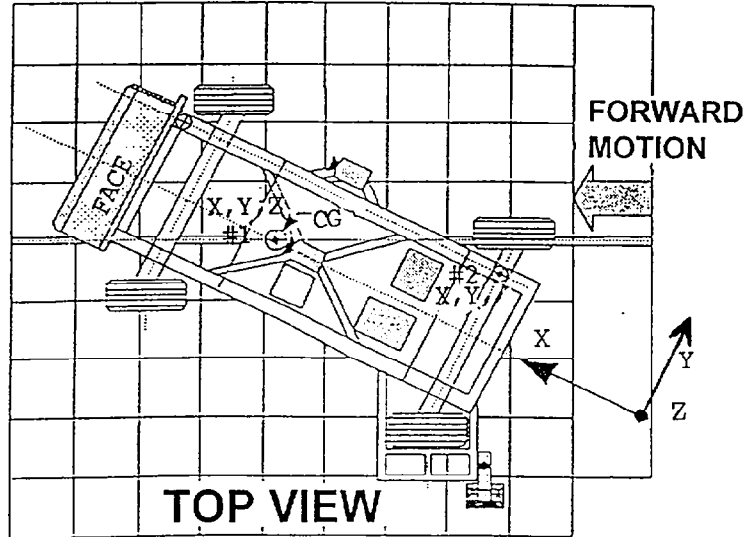 FORWARD
MOTION
FACE
X,Y,Z
CG
#1
#2
X,Y
X
Y
Z
TOP VIEW